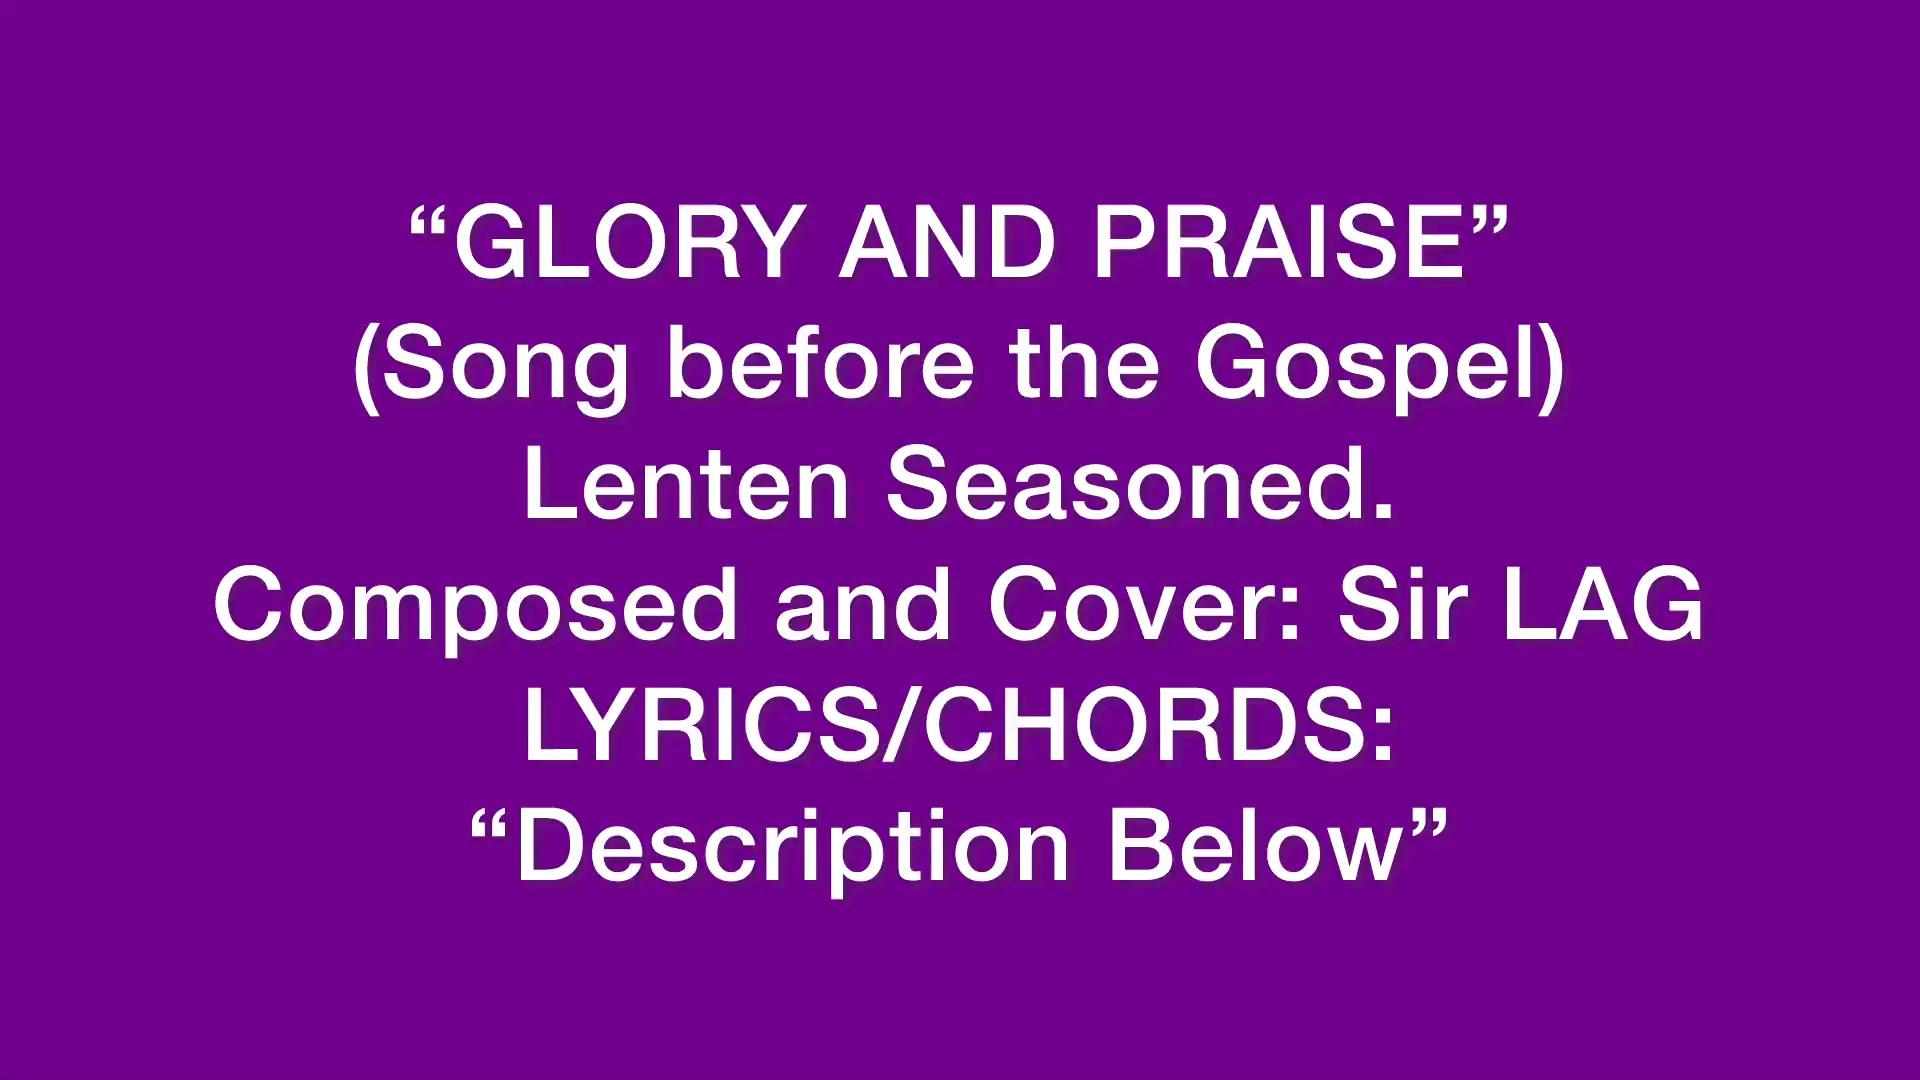 “GLORY AND PRAISE”
(Song before the Gospel)
Lenten Seasoned.
Composed and Cover: Sir LAG
LYRICS/CHORDS:
“Description Below”